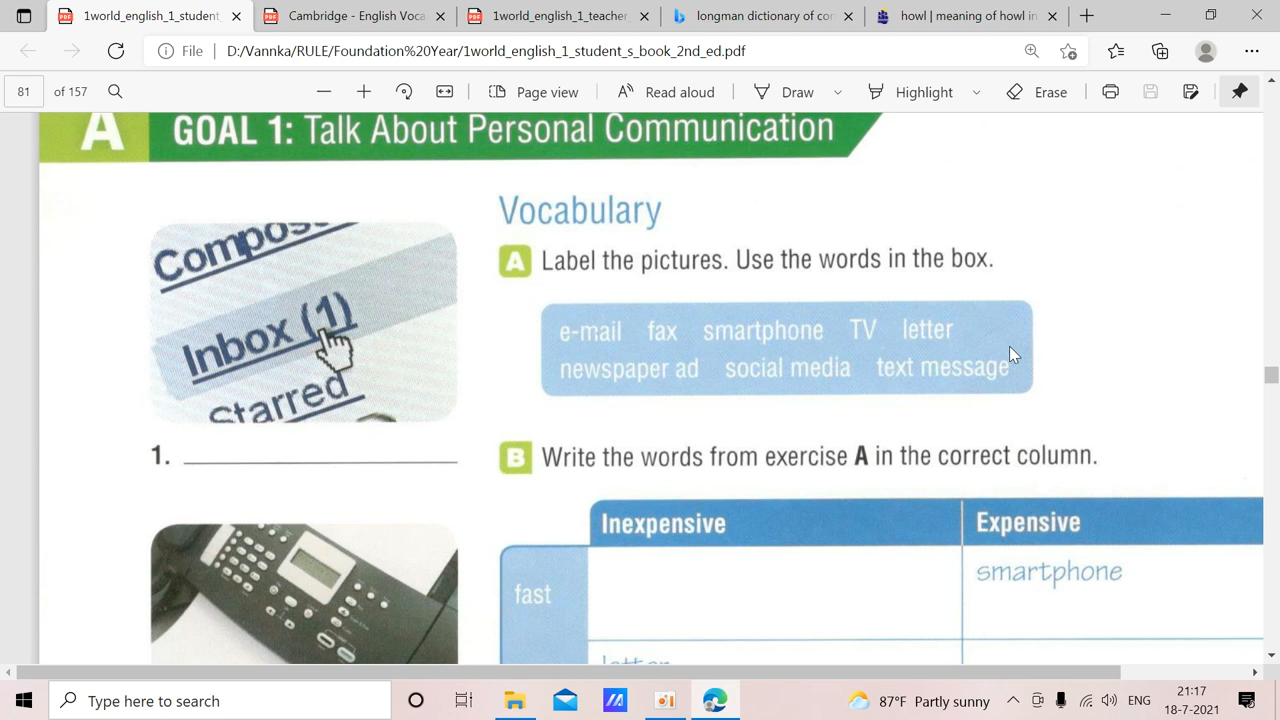 1world_english_1_student_
Cambridge - English Voca
1world_english_1_teacher_
longman dictionary of cor
howl | meaning of howl in
File
D:/Vannka/RULE/Foundation%20Year/1world_english_1_student_s_book_2nd_ed.pdf
81 of 157
Page view
Read aloud
Draw
Highlight
Erase
A GOAL 1: Talk About Personal Communication
Compos
Inbox (1)
Starred
1.
Vocabulary
A Label the pictures. Use the words in the box.
e-mail fax smartphone TV letter
newspaper ad social media text message
B Write the words from exercise A in the correct column.
Inexpensive Expensive
fast smartphone
letter
Type here to search
87°F Partly sunny
ENG
21:17
18-7-2021